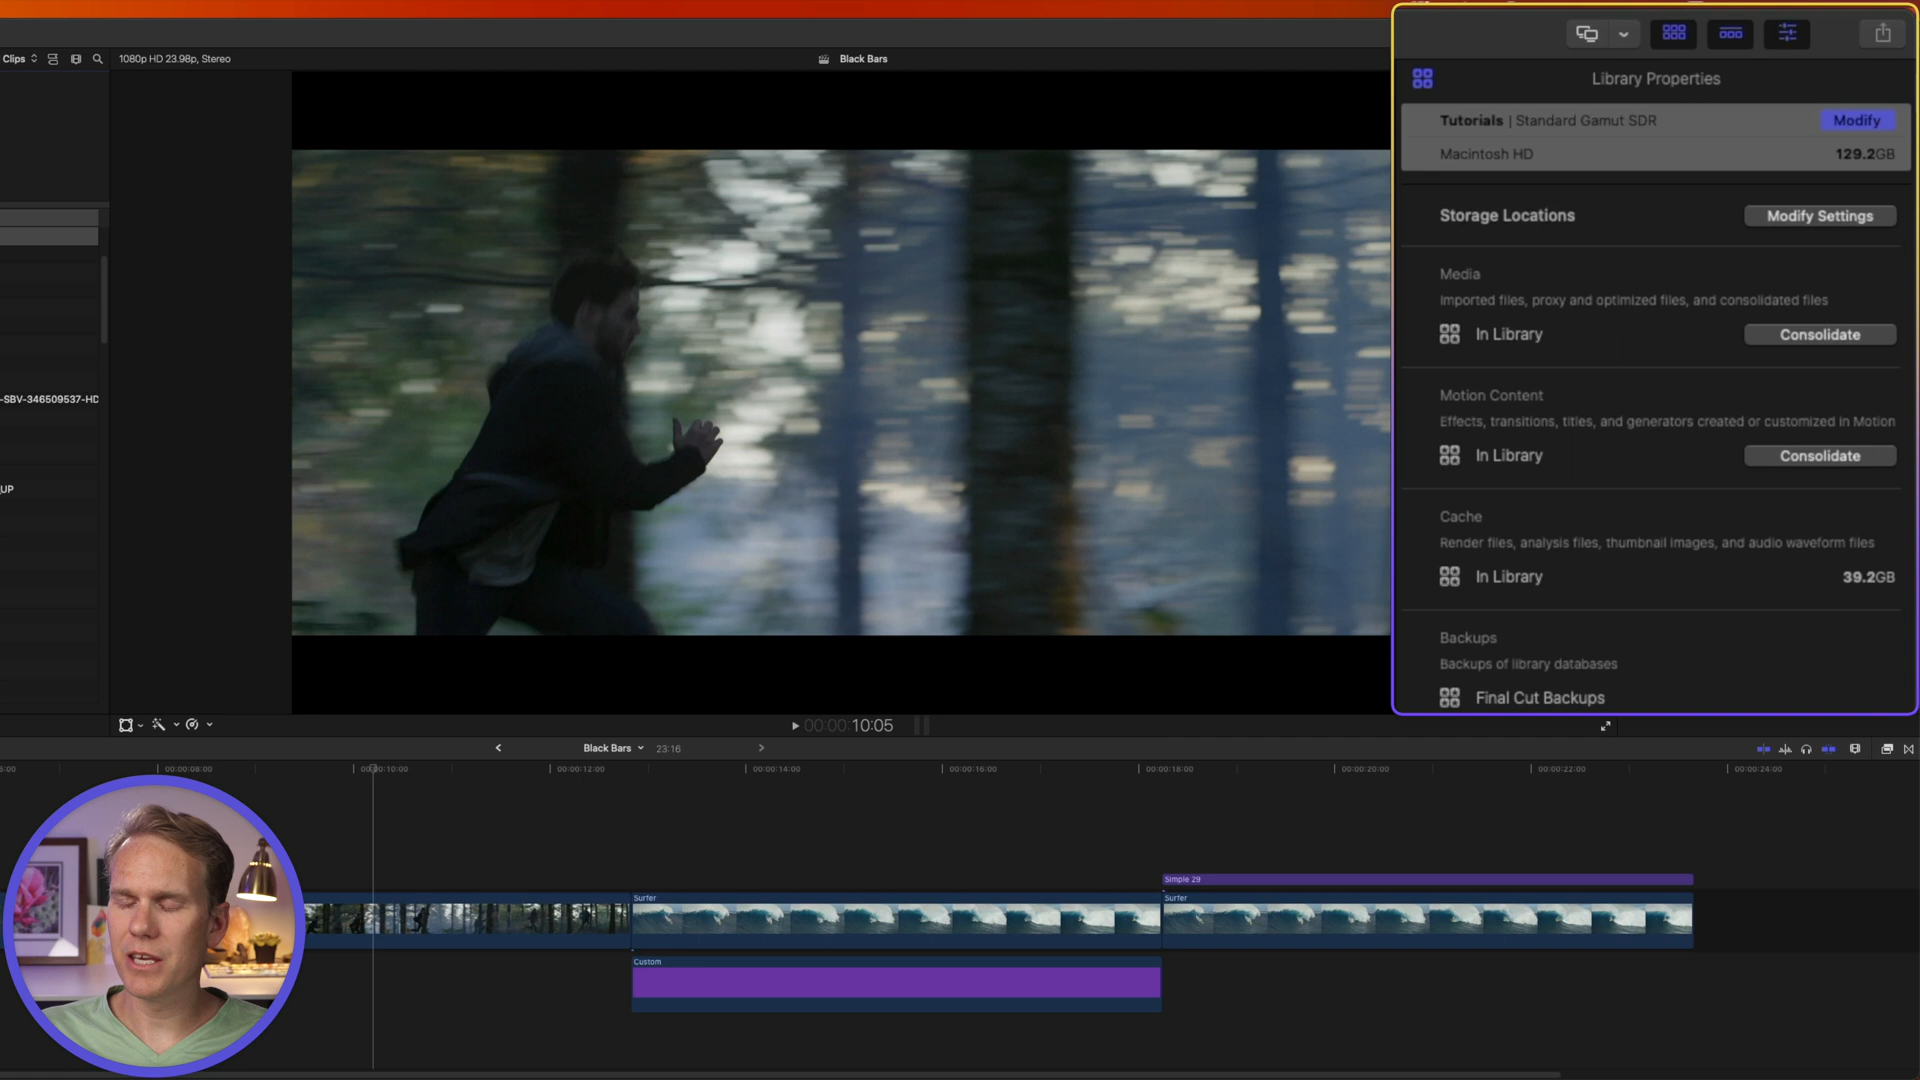 Clips
1080p HD 23.98p, Stereo
Black Bars
Library Properties
Tutorials | Standard Gamut SDR
Modify
Macintosh HD
129.2GB
Storage Locations
Modify Settings
Media
Imported files, proxy and optimized files, and consolidated files
In Library
Consolidate
Motion Content
Effects, transitions, titles, and generators created or customized in Motion
In Library
Consolidate
Cache
Render files, analysis files, thumbnail images, and audio waveform files
In Library
39.2GB
Backups
Backups of library databases
Final Cut Backups
-SBV-346509537-HD
UP
00:00:10:05
Black Bars
23:16
6:00
00:00:08:00
00:00:10:00
00:00:12:00
00:00:14:00
00:00:16:00
00:00:18:00
00:00:20:00
00:00:22:00
00:00:24:00
Simple 29
Surfer
Surfer
Custom